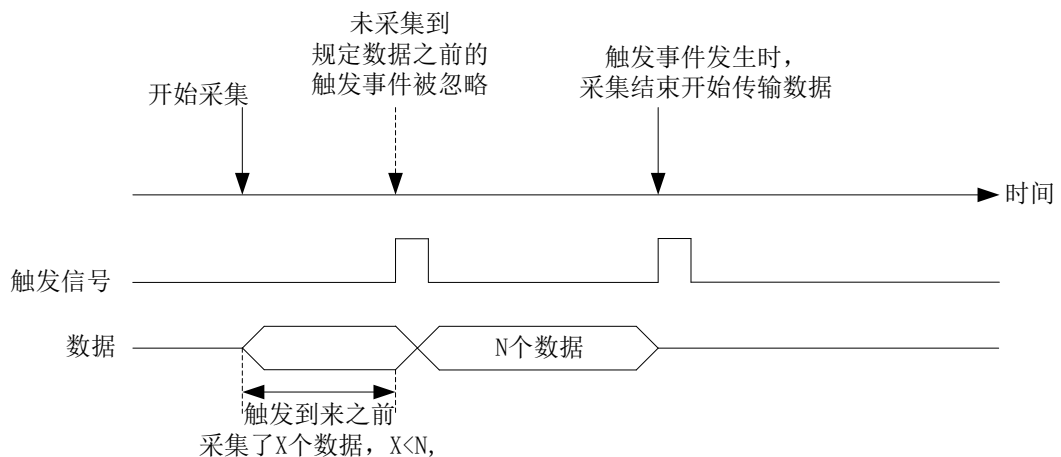 未采集到
规定数据之前的
触发事件被忽略
触发事件发生时，
采集结束开始传输数据
开始采集
时间
触发信号
数据
N个数据
触发到来之前
采集了X个数据，X<N,